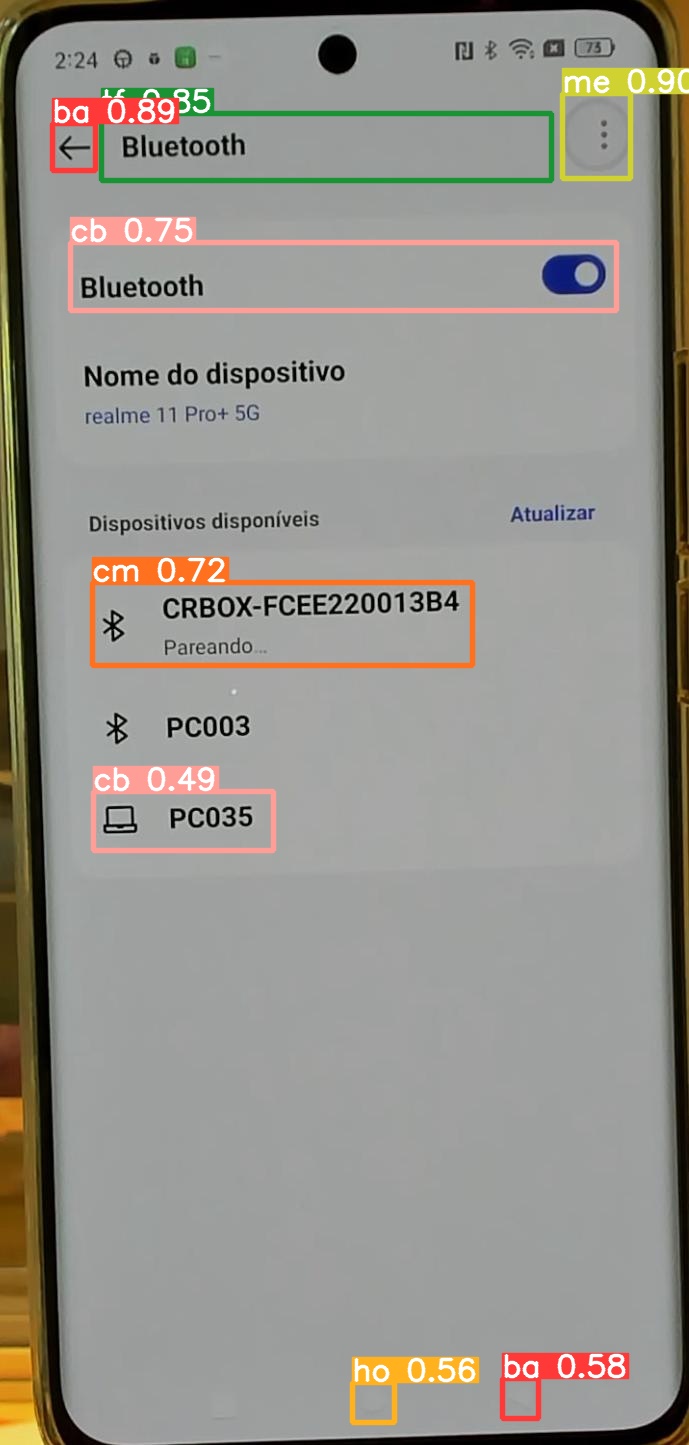 2:24
73
me 0.90
tf 0.85
ba 0.89
Bluetooth
cb 0.75
Bluetooth
Nome do dispositivo
realme 11 Pro+ 5G
Dispositivos disponíveis
Atualizar
cm 0.72
CRBOX-FCEE220013B4
Pareando...
PC003
cb 0.49
PC035
ho 0.56
ba 0.58